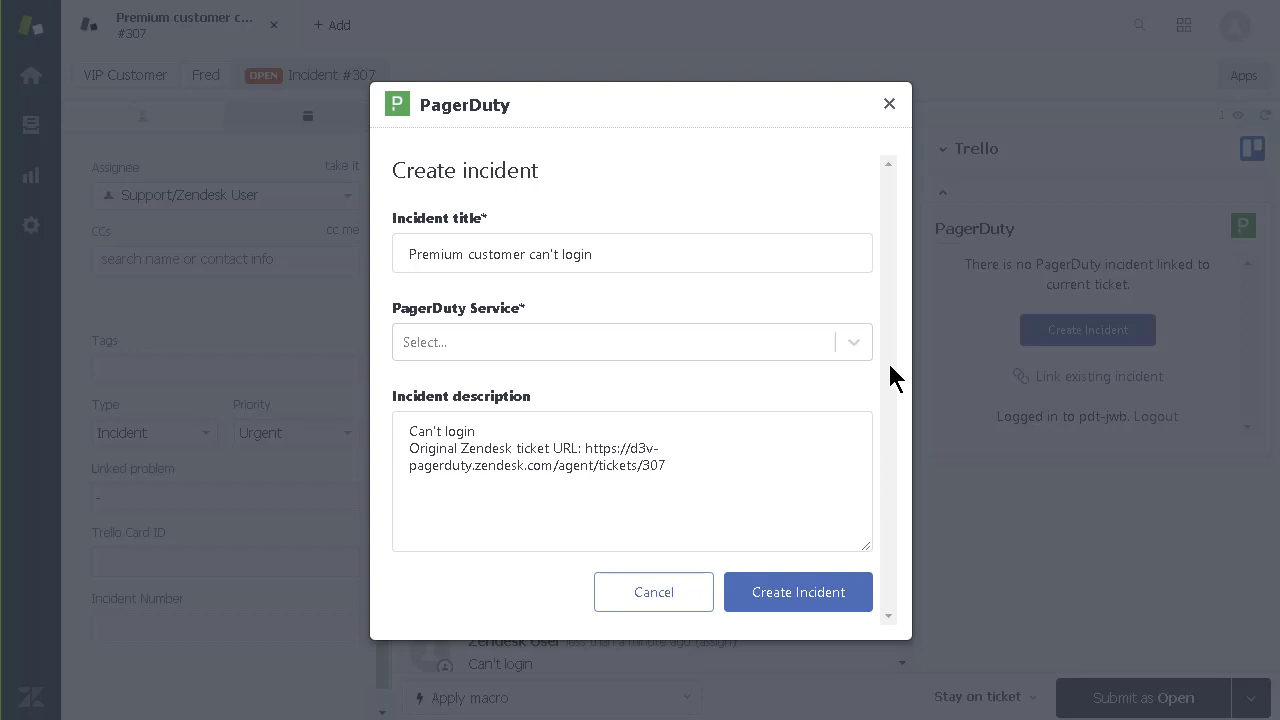 Premium customer c...
#307
+ Add
VIP Customer
Fred
OPEN Incident #307
Apps
P PagerDuty
Create incident
Incident title*
Premium customer can't login
PagerDuty Service*
Select...
Incident description
Can't login
Original Zendesk ticket URL: https://d3v-
pagerduty.zendesk.com/agent/tickets/307
Cancel
Create Incident
Assignee
take it
Support/Zendesk User
CCs
cc me
search name or contact info
Tags
Type
Priority
Incident
Urgent
Linked problem
-
Trello Card ID
Incident Number
Trello
PagerDuty
P
There is no PagerDuty incident linked to
current ticket.
Create Incident
Link existing incident
Logged in to pdt-jwb. Logout
Zendesk User less than a minute ago (assign)
Can't login
Apply macro
Stay on ticket
Submit as Open